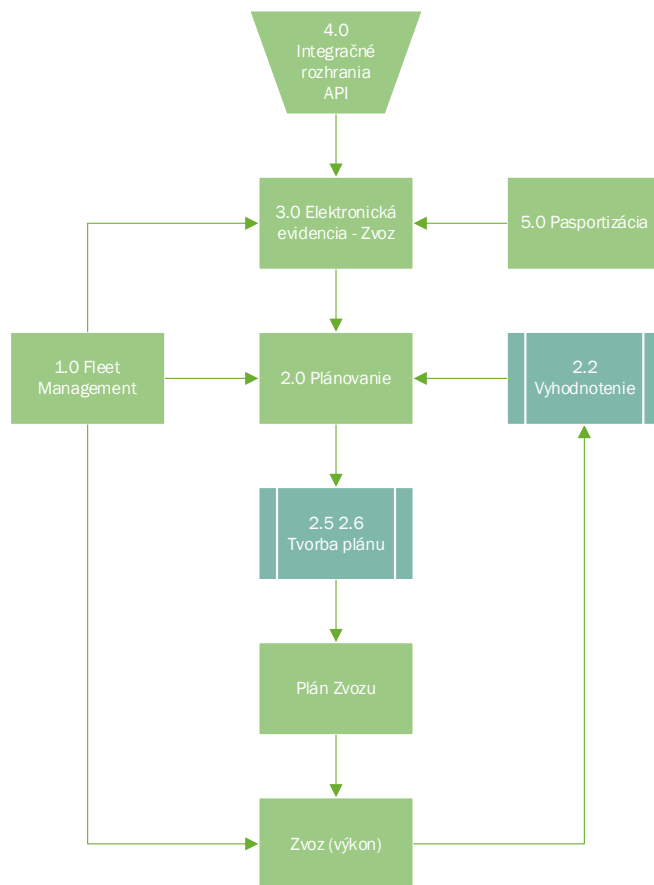 4.0
Integračné
rozhrania
API
3.0 Elektronická
evidencia - Zvoz
5.0 Pasportizácia
1.0 Fleet
Management
2.0 Plánovanie
2.2
Vyhodnotenie
2.5 2.6
Tvorba plánu
Plán Zvozu
Zvoz (výkon)